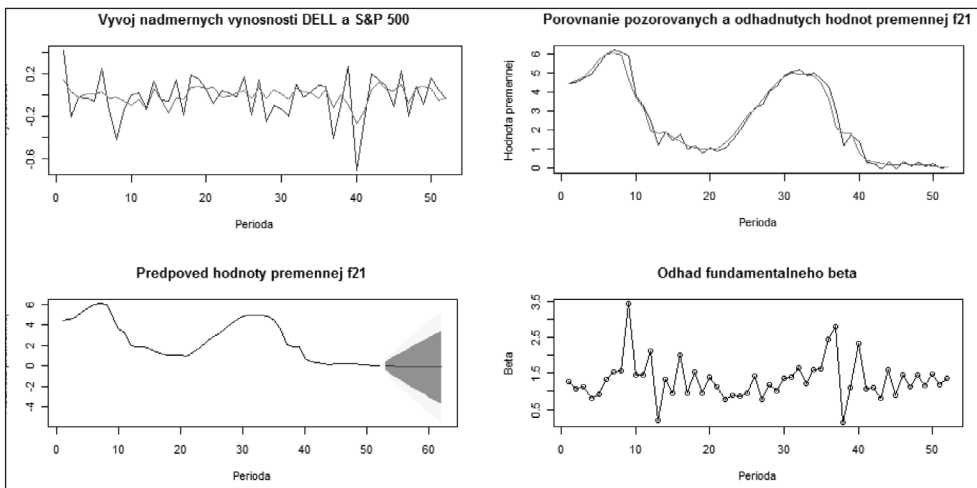 Vyvoj nadmernych vynosnosti DELL a S&P 500
0.2
-0.2
-0.6
0 10 20 30 40 50
Perioda
Porovnanie pozorovanych a odhadnutych hodnot premennej f21
Hodnota premennej
6
5
4
3
2
1
0
0 10 20 30 40 50
Perioda
Predpoved hodnoty premennej f21
6
4
2
0
-2
-4
0 10 20 30 40 50 60
Perioda
Odhad fundamentalneho beta
Beta
3.5
2.5
1.5
0.5
0 10 20 30 40 50
Perioda